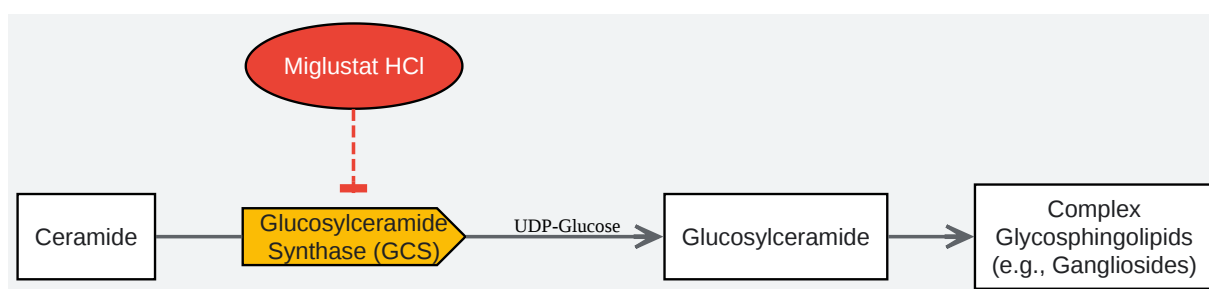 Miglustat HCl
Ceramide
Glucosylceramide
Synthase (GCS)
UDP-Glucose
Glucosylceramide
Complex
Glycosphingolipids
(e.g., Gangliosides)